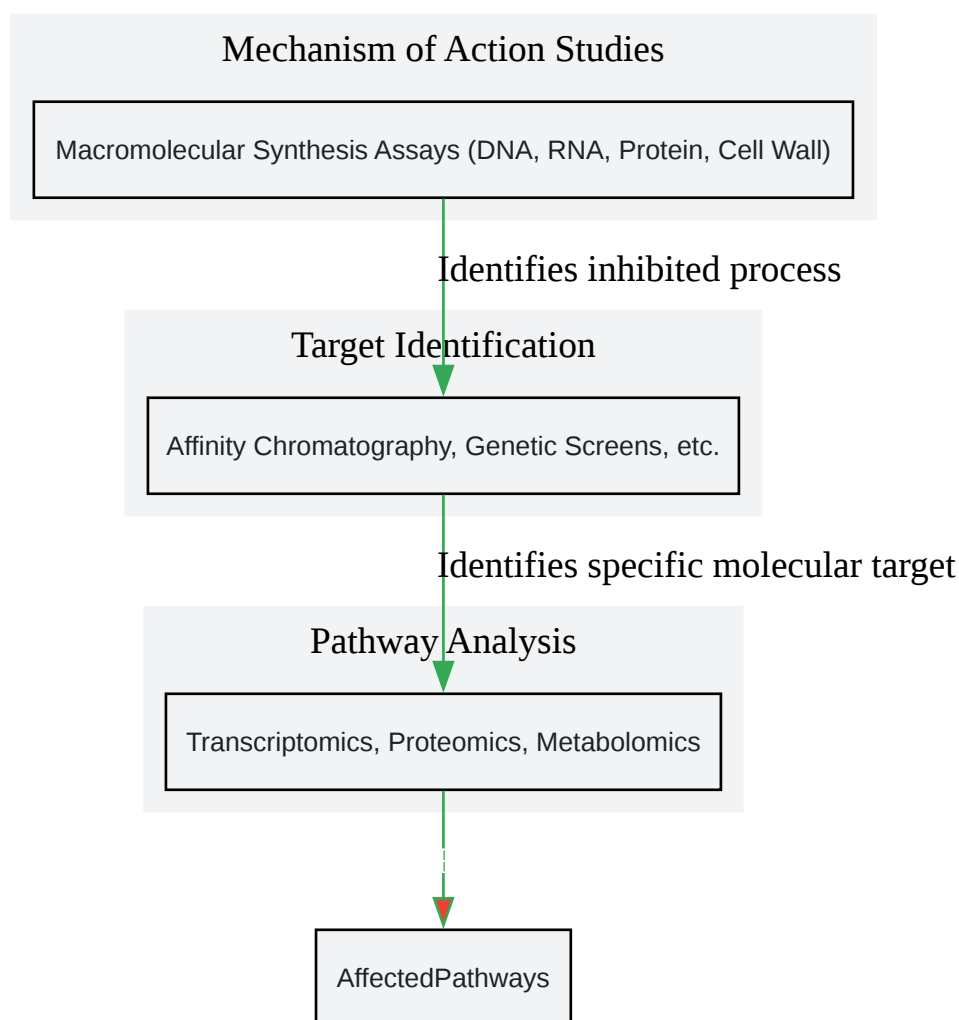 Mechanism of Action Studies
Macromolecular Synthesis Assays (DNA, RNA, Protein, Cell Wall)
Identifies inhibited process
Target Identification
Affinity Chromatography, Genetic Screens, etc.
Identifies specific molecular target
Pathway Analysis
Transcriptomics, Proteomics, Metabolomics
AffectedPathways